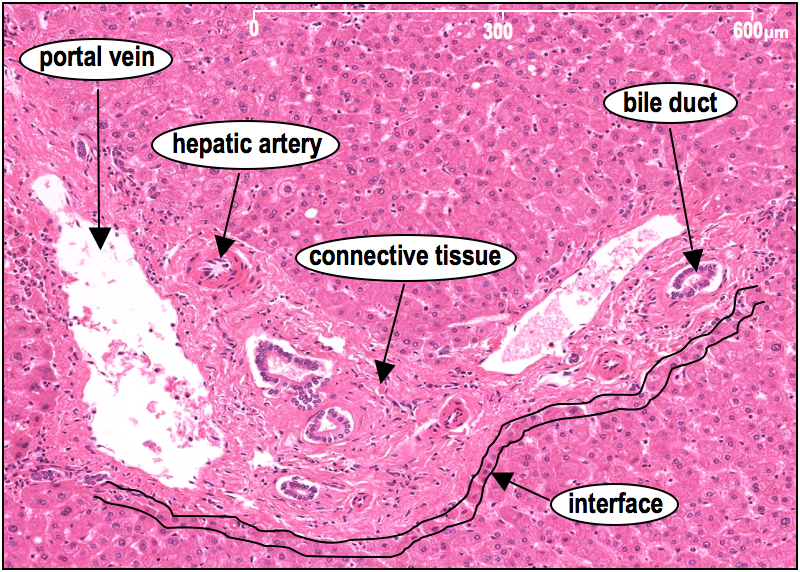 0 300 600µm
portal vein
bile duct
hepatic artery
connective tissue
interface